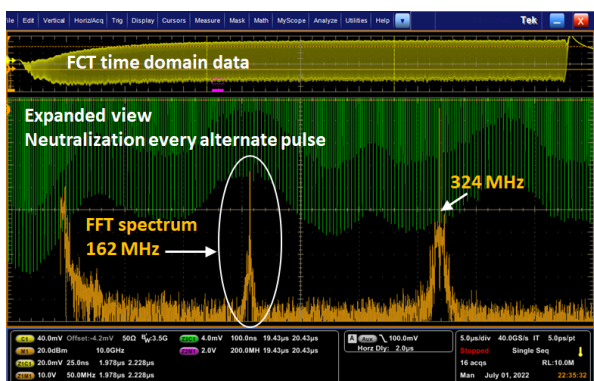 File Edit Vertical Horiz/Acq Trig Display Cursors Measure Mask Math MyScope Analyze Utilities Help Tek
FCT time domain data
Expanded view
Neutralization every alternate pulse
324 MHz
FFT spectrum
162 MHz
C1 40.0mV Offset:-4.2mV 50Ω 3.5G
M1 20.0dBm 10.0GHz
Z1C1 20.0mV 25.0ns 1.978µs 2.228µs
Z1M1 10.0V 50.0MHz 1.978µs 2.228µs
Z2C1 4.0mV 100.0ns 19.43µs 20.43µs
Z2M1 2.0V 200.0MH 19.43µs 20.43µs
A Aux 100.0mV
Horz Dly: 2.0µs
5.0µs/div 40.0GS/s IT 5.0ps/pt
Stopped Single Seq
16 acqs RL:10.0M
Man July 01, 2022 22:35:32